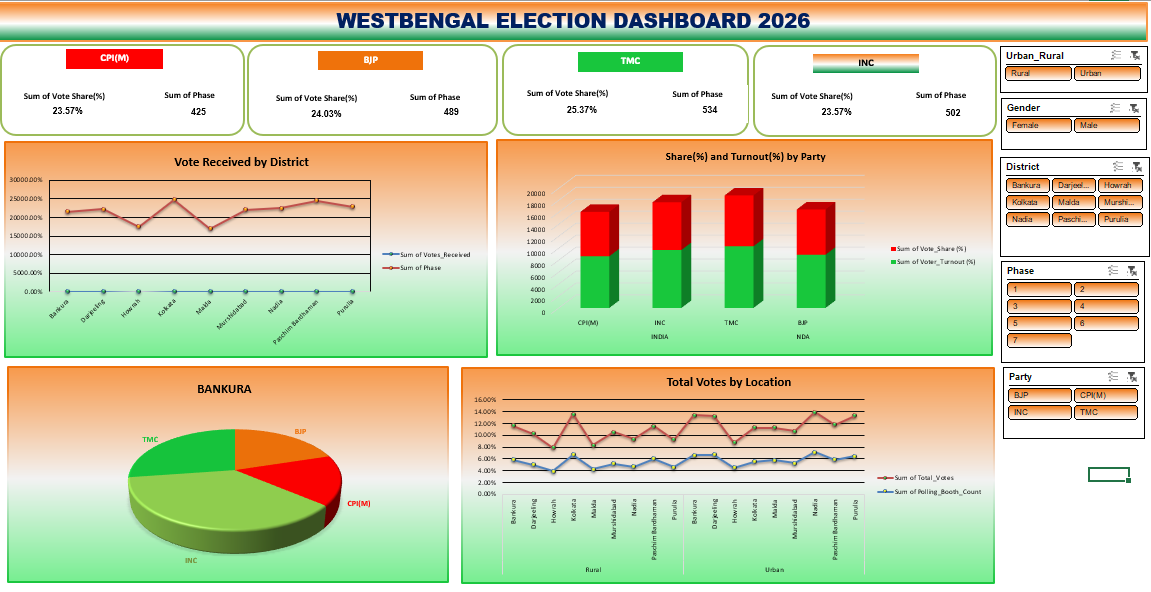 WESTBENGAL ELECTION DASHBOARD 2026
CPI(M)
Sum of Vote Share(%) Sum of Phase
23.57% 425
BJP
Sum of Vote Share(%) Sum of Phase
24.03% 489
TMC
Sum of Vote Share(%) Sum of Phase
25.37% 534
INC
Sum of Vote Share(%) Sum of Phase
23.57% 502
Urban_Rural
Rural Urban
Gender
Female Male
District
Bankura Darjeel... Howrah
Kolkata Malda Murshi...
Nadia Paschi... Purulia
Phase
1 2
3 4
5 6
7
Party
BJP CPI(M)
INC TMC
Vote Received by District
30000.00%
25000.00%
20000.00%
15000.00%
10000.00%
5000.00%
0.00%
Bankura
Darjeeling
Howrah
Kolkata
Malda
Murshidabad
Nadia
Paschim Bardhaman
Purulia
Sum of Votes_Received
Sum of Phase
Share(%) and Turnout(%) by Party
20000
18000
16000
14000
12000
10000
8000
6000
4000
2000
0
CPI(M) INC TMC BJP
INDIA NDA
Sum of Vote_Share (%)
Sum of Voter_Turnout (%)
BANKURA
TMC
BJP
CPI(M)
INC
Total Votes by Location
16.00%
14.00%
12.00%
10.00%
8.00%
6.00%
4.00%
2.00%
0.00%
Bankura
Darjeeling
Howrah
Kolkata
Malda
Murshidabad
Nadia
Paschim Bardhaman
Purulia
Bankura
Darjeeling
Howrah
Kolkata
Malda
Murshidabad
Nadia
Paschim Bardhaman
Purulia
Rural Urban
Sum of Total_Votes
Sum of Polling_Booth_Count